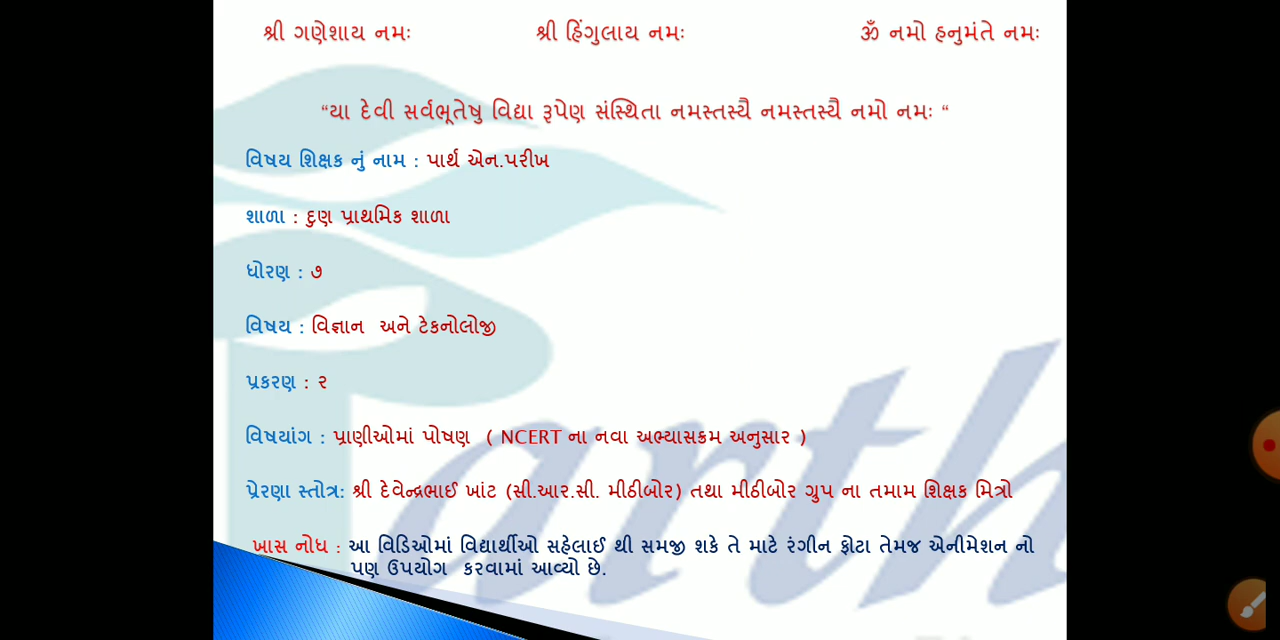 શ્રી ગણેશાય નમઃ શ્રી હિંગુલાય નમઃ ૐ નમો હનુમંતે નમઃ
“યા દેવી સર્વભૂતેષુ વિદ્યા રૂપેણ સંસ્થિતા નમસ્તસ્યૈ નમસ્તસ્યૈ નમો નમઃ “
વિષય શિક્ષક નું નામ : પાર્થ એન.પરીખ
શાળા : દુણ પ્રાથમિક શાળા
ધોરણ : ૭
વિષય : વિજ્ઞાન અને ટેકનોલોજી
પ્રકરણ : ૨
વિષયાંગ : પ્રાણીઓમાં પોષણ ( NCERT ના નવા અભ્યાસક્રમ અનુસાર )
પ્રેરણા સ્તોત્ર: શ્રી દેવેન્દ્રભાઈ ખાંટ (સી.આર.સી. મીઠીબોર) તથા મીઠીબોર ગ્રુપ ના તમામ શિક્ષક મિત્રો
ખાસ નોધ : આ વિડિઓમાં વિદ્યાર્થીઓ સહેલાઈ થી સમજી શકે તે માટે રંગીન ફોટા તેમજ એનીમેશન નો
પણ ઉપયોગ કરવામાં આવ્યો છે.
arth